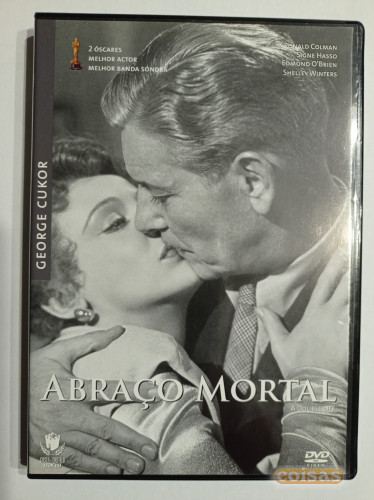 2 ÓSCARES
MELHOR ACTOR
MELHOR BANDA SONORA
RONALD COLMAN
SIGNE HASSO
EDMOND O'BRIEN
SHELLEY WINTERS
GEORGE CUKOR
ABRAÇO MORTAL
DVD
VIDEO
coisas